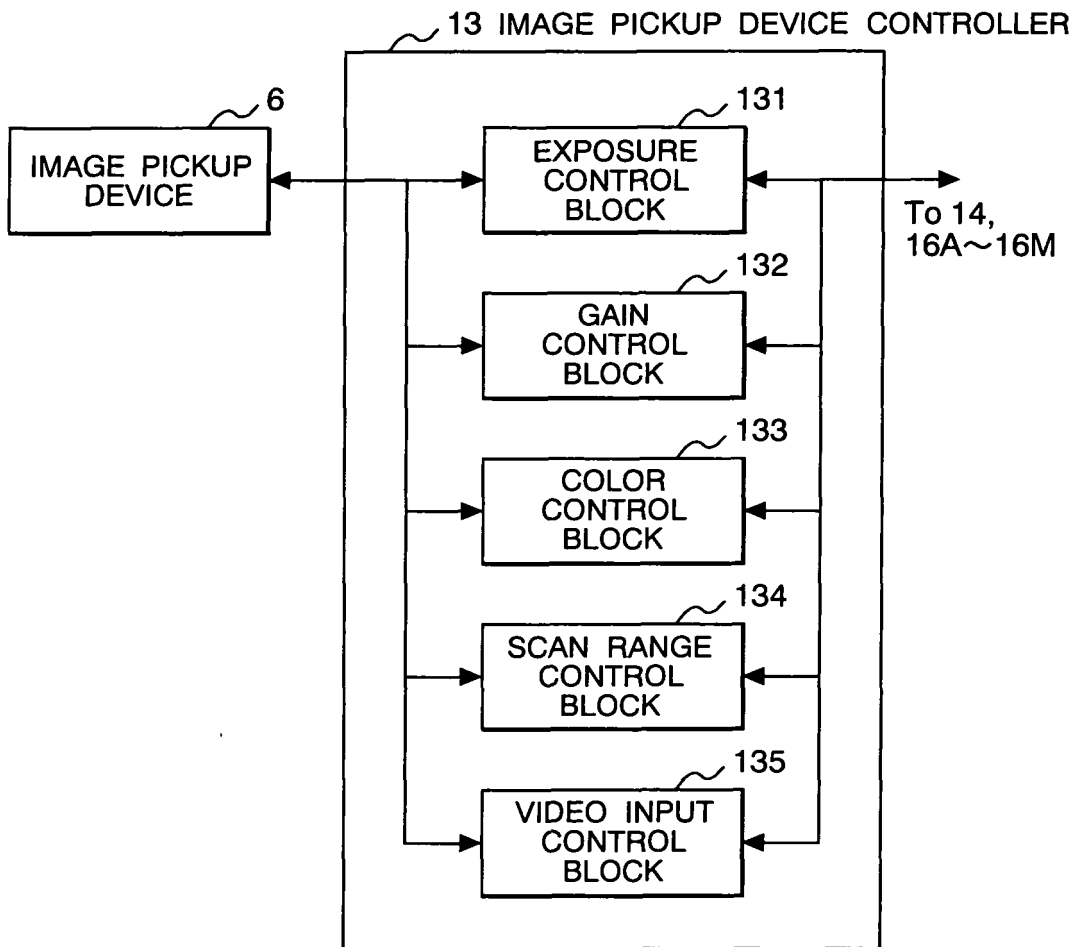 13 IMAGE PICKUP DEVICE CONTROLLER
6
IMAGE PICKUP
DEVICE
131
EXPOSURE
CONTROL
BLOCK
To 14,
16A～16M
132
GAIN
CONTROL
BLOCK
133
COLOR
CONTROL
BLOCK
134
SCAN RANGE
CONTROL
BLOCK
135
VIDEO INPUT
CONTROL
BLOCK